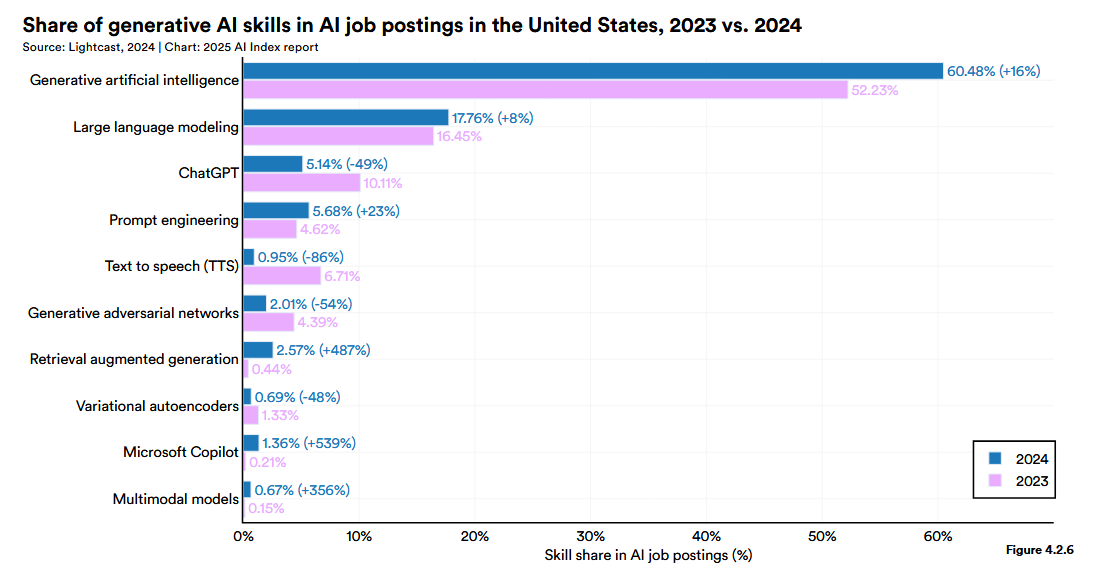 Share of generative AI skills in AI job postings in the United States, 2023 vs. 2024
Source: Lightcast, 2024 | Chart: 2025 AI Index report
Generative artificial intelligence
60.48% (+16%)
52.23%
Large language modeling
17.76% (+8%)
16.45%
ChatGPT
5.14% (-49%)
10.11%
Prompt engineering
5.68% (+23%)
4.62%
Text to speech (TTS)
0.95% (-86%)
6.71%
Generative adversarial networks
2.01% (-54%)
4.39%
Retrieval augmented generation
2.57% (+487%)
0.44%
Variational autoencoders
0.69% (-48%)
1.33%
Microsoft Copilot
1.36% (+539%)
0.21%
Multimodal models
0.67% (+356%)
0.15%
2024
2023
0% 10% 20% 30% 40% 50% 60%
Skill share in AI job postings (%)
Figure 4.2.6